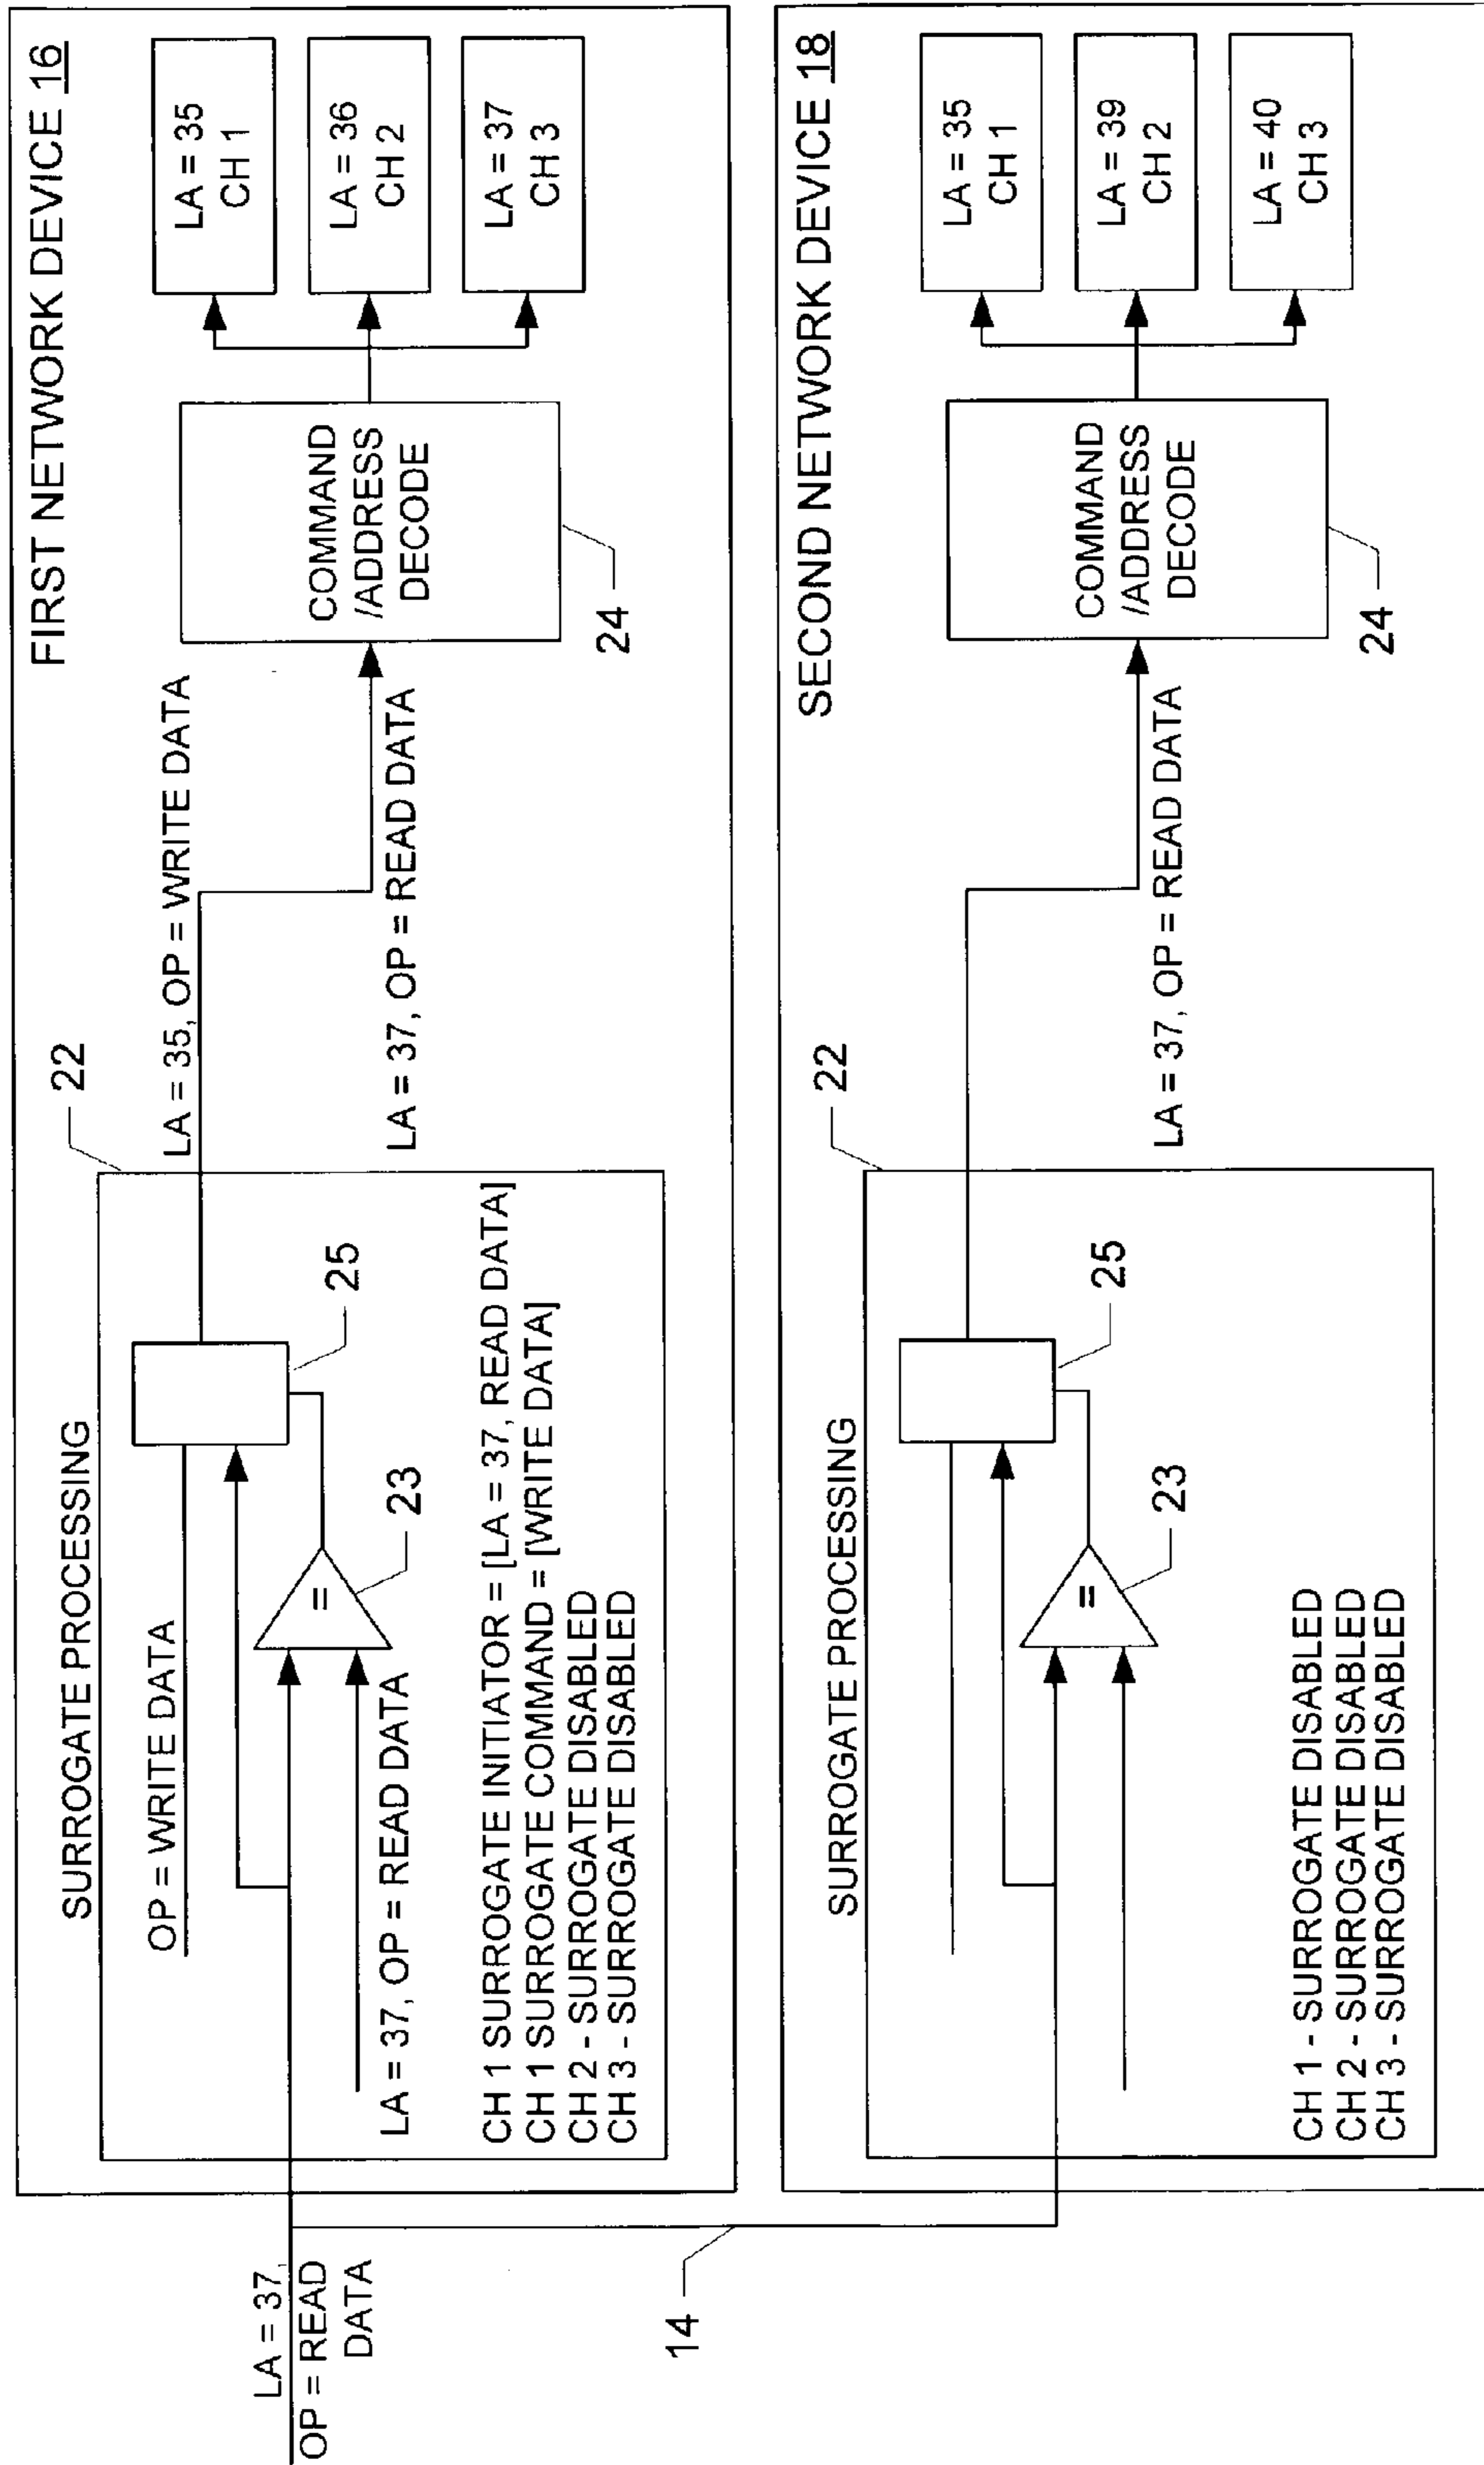 FIRST NETWORK DEVICE 16
SURROGATE PROCESSING
22
OP = WRITE DATA
LA = 37,
OP = READ
DATA
25
=
23
LA = 37, OP = READ DATA
CH 1 SURROGATE INITIATOR = [LA = 37, READ DATA]
CH 1 SURROGATE COMMAND = [WRITE DATA]
CH 2 - SURROGATE DISABLED
CH 3 - SURROGATE DISABLED
LA = 35, OP = WRITE DATA
LA = 37, OP = READ DATA
COMMAND
/ADDRESS
DECODE
24
LA = 35
CH 1
LA = 36
CH 2
LA = 37
CH 3
14
SECOND NETWORK DEVICE 18
SURROGATE PROCESSING
22
25
=
23
CH 1 - SURROGATE DISABLED
CH 2 - SURROGATE DISABLED
CH 3 - SURROGATE DISABLED
LA = 37, OP = READ DATA
COMMAND
/ADDRESS
DECODE
24
LA = 35
CH 1
LA = 39
CH 2
LA = 40
CH 3